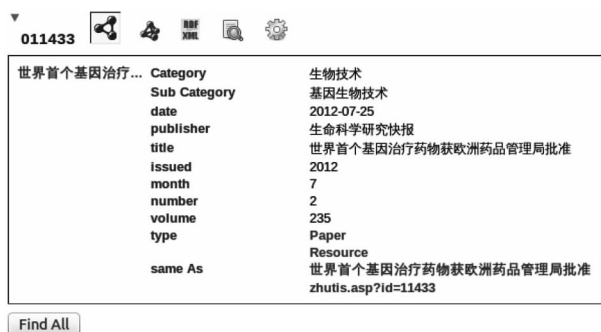 011433
RDF
XML
世界首个基因治疗... Category 生物技术
Sub Category 基因生物技术
date 2012-07-25
publisher 生命科学研究快报
title 世界首个基因治疗药物获欧洲药品管理局批准
issued 2012
month 7
number 2
volume 235
type Paper
Resource
same As 世界首个基因治疗药物获欧洲药品管理局批准
zhutis.asp?id=11433
Find All